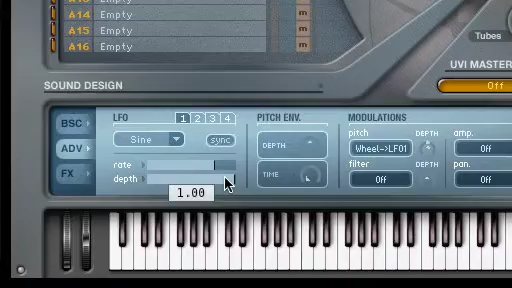 A13 Empty
A14 Empty m
A15 Empty m
A16 Empty m
Tubes
UVI MASTER
SOUND DESIGN
Off
LFO 1 2 3 4 PITCH ENV. MODULATIONS
BSC
Sine sync
DEPTH
pitch DEPTH amp.
Wheel->LFO1 Off
ADV
rate
filter pan.
depth
TIME
Off Off
FX
1.00